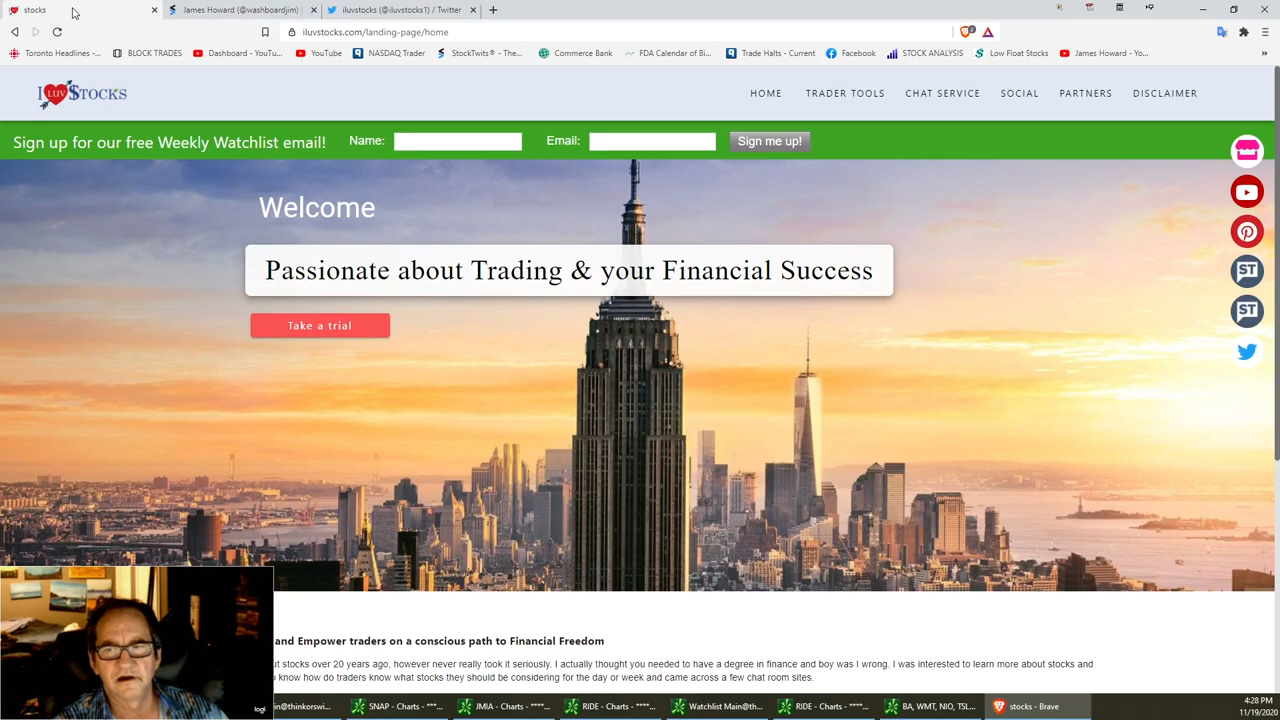 stocks
James Howard (@washboardjim)
iluvstocks (@iluvstocks1) / Twitter
iluvstocks.com/landing-page/home
Toronto Headlines -...
BLOCK TRADES
Dashboard - YouTu...
YouTube
NASDAQ Trader
StockTwits® - The...
Commerce Bank
FDA Calendar of Bi...
Trade Halts - Current
Facebook
STOCK ANALYSIS
Low Float Stocks
James Howard - Yo...
I LUV $TOCKS
HOME
TRADER TOOLS
CHAT SERVICE
SOCIAL
PARTNERS
DISCLAIMER
Sign up for our free Weekly Watchlist email!
Name:
Email:
Sign me up!
Welcome
Passionate about Trading & your Financial Success
Take a trial
ST
ST
and Empower traders on a conscious path to Financial Freedom
ut stocks over 20 years ago, however never really took it seriously. I actually thought you needed to have a degree in finance and boy was I wrong. I was interested to learn more about stocks and
know how do traders know what stocks they should be considering for the day or week and came across a few chat room sites.
logi
in@thinkorswi...
SNAP - Charts - ****...
JMIA - Charts - ****...
RIDE - Charts - ****...
Watchlist Main@th...
RIDE - Charts - ****...
BA, WMT, NIO, TSL...
stocks - Brave
4:28 PM
11/19/2020